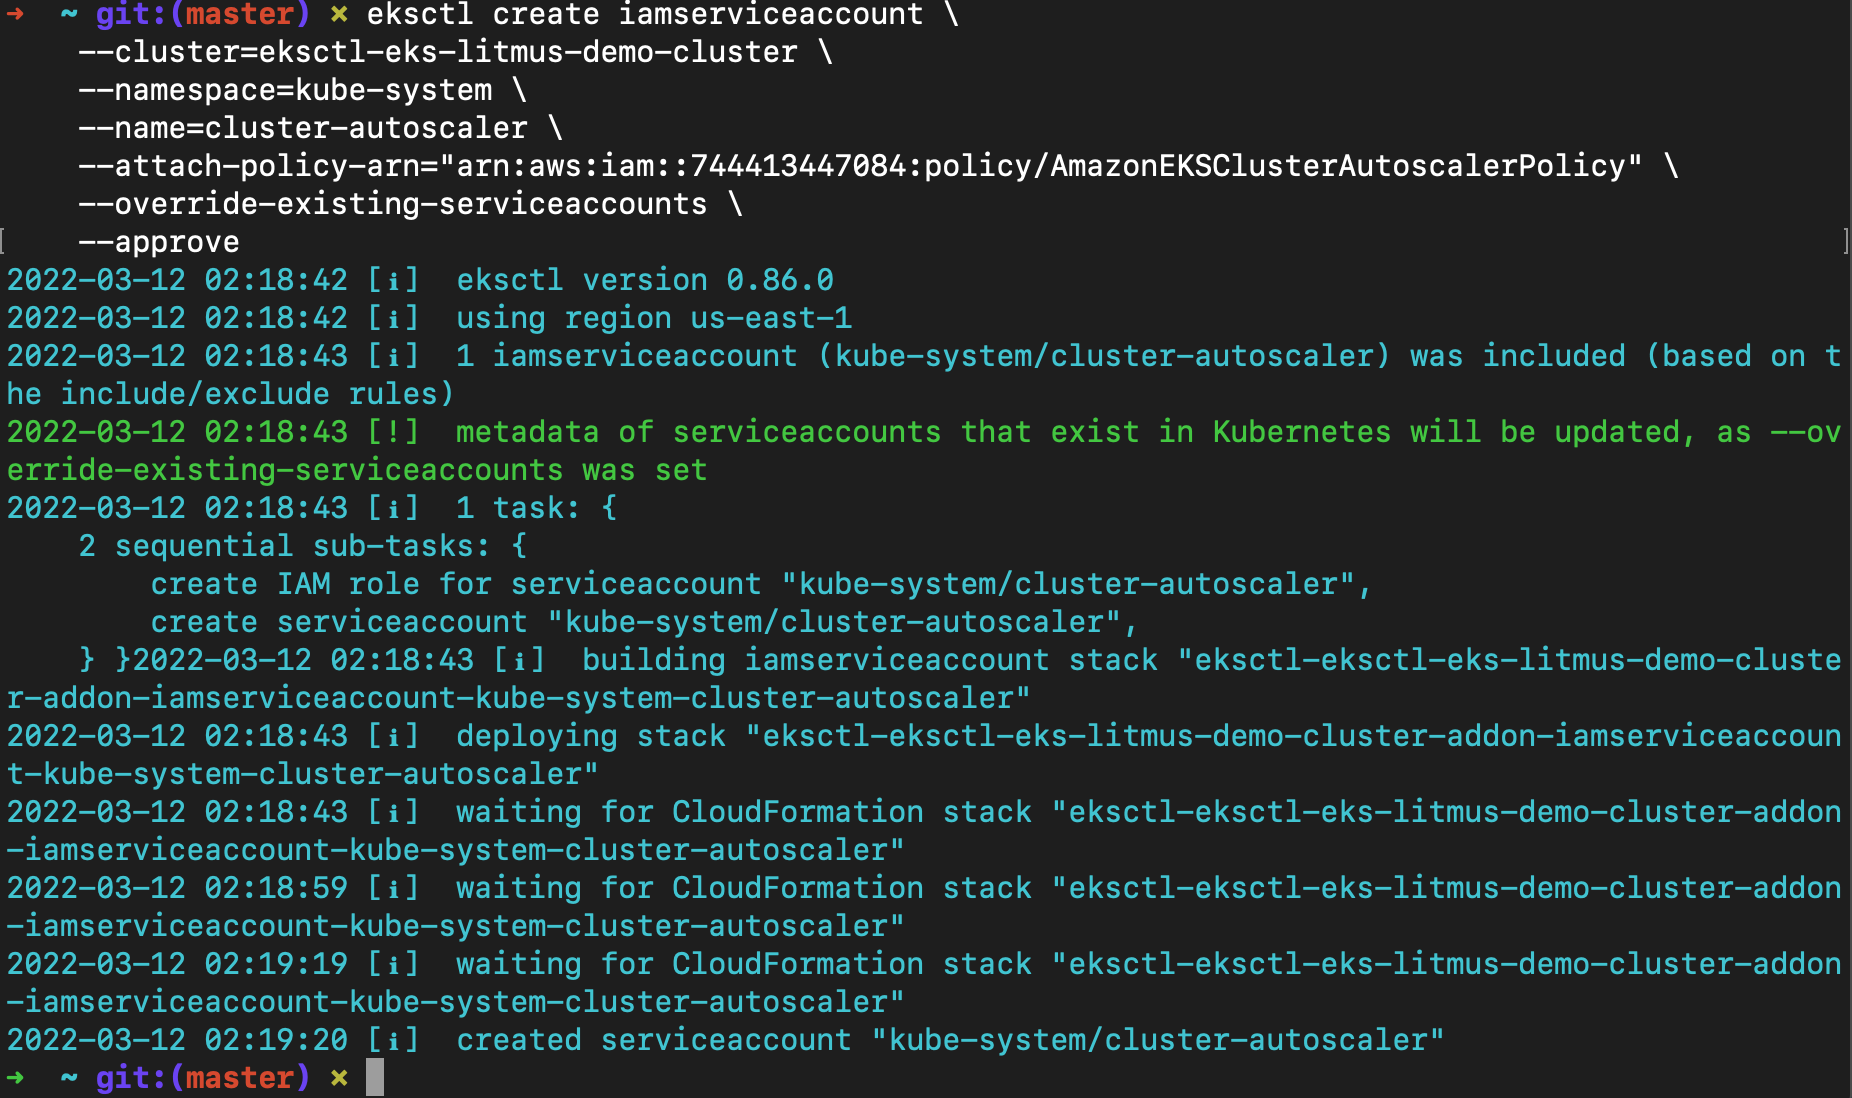 ➜  ~ git:(master) ✗ eksctl create iamserviceaccount \
    --cluster=eksctl-eks-litmus-demo-cluster \
    --namespace=kube-system \
    --name=cluster-autoscaler \
    --attach-policy-arn="arn:aws:iam::744413447084:policy/AmazonEKSClusterAutoscalerPolicy" \
    --override-existing-serviceaccounts \
[    --approve ]
2022-03-12 02:18:42 [ℹ]  eksctl version 0.86.0
2022-03-12 02:18:42 [ℹ]  using region us-east-1
2022-03-12 02:18:43 [ℹ]  1 iamserviceaccount (kube-system/cluster-autoscaler) was included (based on t
he include/exclude rules)
2022-03-12 02:18:43 [!]  metadata of serviceaccounts that exist in Kubernetes will be updated, as --ov
erride-existing-serviceaccounts was set
2022-03-12 02:18:43 [ℹ]  1 task: {
    2 sequential sub-tasks: {
        create IAM role for serviceaccount "kube-system/cluster-autoscaler",
        create serviceaccount "kube-system/cluster-autoscaler",
    } }2022-03-12 02:18:43 [ℹ]  building iamserviceaccount stack "eksctl-eksctl-eks-litmus-demo-cluste
r-addon-iamserviceaccount-kube-system-cluster-autoscaler"
2022-03-12 02:18:43 [ℹ]  deploying stack "eksctl-eksctl-eks-litmus-demo-cluster-addon-iamserviceaccoun
t-kube-system-cluster-autoscaler"
2022-03-12 02:18:43 [ℹ]  waiting for CloudFormation stack "eksctl-eksctl-eks-litmus-demo-cluster-addon
-iamserviceaccount-kube-system-cluster-autoscaler"
2022-03-12 02:18:59 [ℹ]  waiting for CloudFormation stack "eksctl-eksctl-eks-litmus-demo-cluster-addon
-iamserviceaccount-kube-system-cluster-autoscaler"
2022-03-12 02:19:19 [ℹ]  waiting for CloudFormation stack "eksctl-eksctl-eks-litmus-demo-cluster-addon
-iamserviceaccount-kube-system-cluster-autoscaler"
2022-03-12 02:19:20 [ℹ]  created serviceaccount "kube-system/cluster-autoscaler"
➜  ~ git:(master) ✗